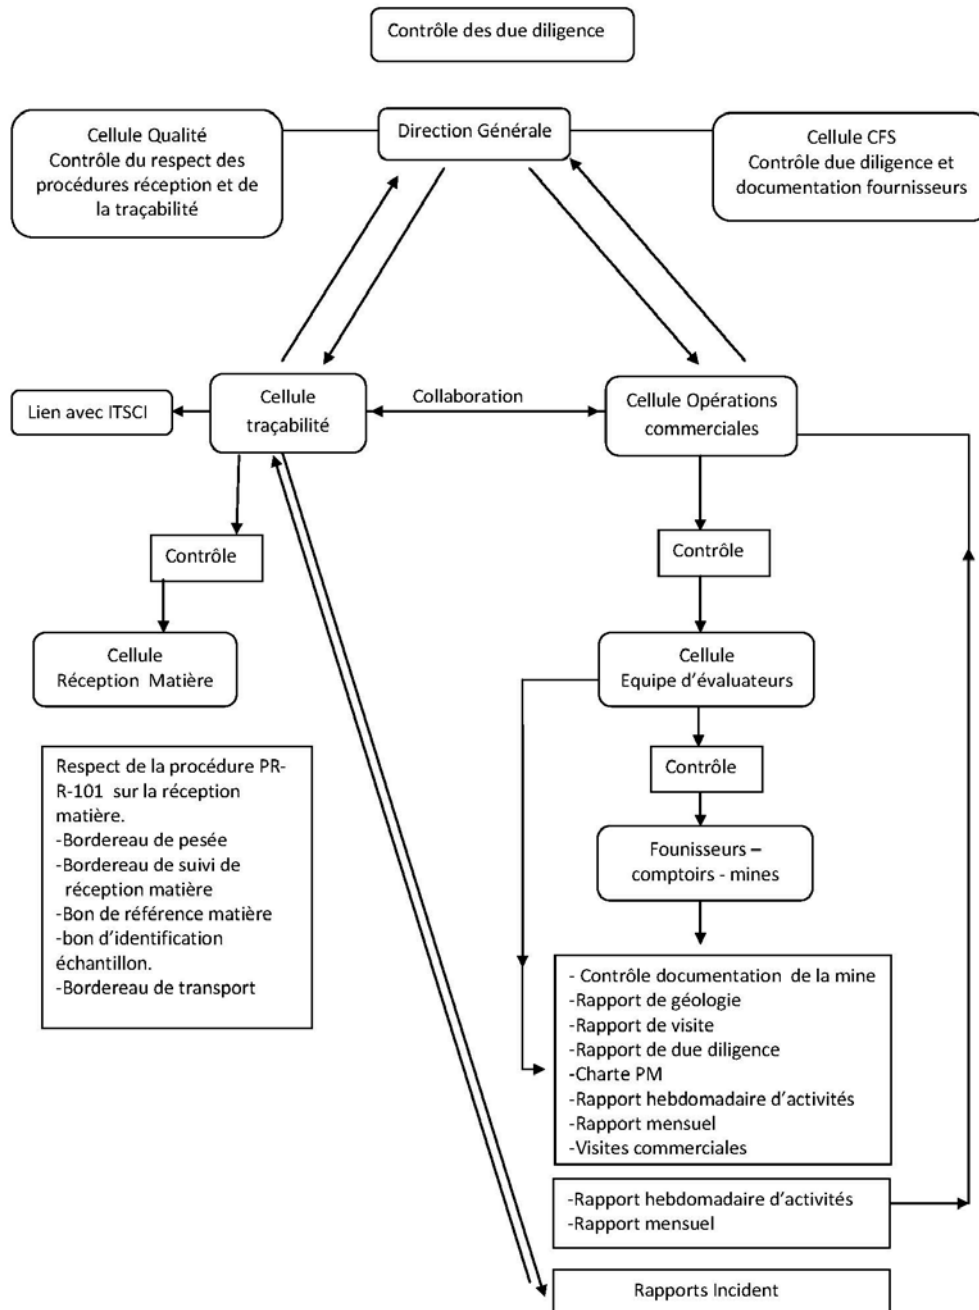 Contrôle des due diligence
Cellule Qualité
Contrôle du respect des
procédures réception et de
la traçabilité
Direction Générale
Cellule CFS
Contrôle due diligence et
documentation fournisseurs
Lien avec ITSCI
Cellule
traçabilité
Collaboration
Cellule Opérations
commerciales
Contrôle
Contrôle
Cellule
Réception Matière
Cellule
Equipe d’évaluateurs
Contrôle
Founisseurs –
comptoirs - mines
Respect de la procédure PR-
R-101 sur la réception
matière.
-Bordereau de pesée
-Bordereau de suivi de
réception matière
-Bon de référence matière
-bon d’identification
échantillon.
-Bordereau de transport
- Contrôle documentation de la mine
-Rapport de géologie
-Rapport de visite
-Rapport de due diligence
-Charte PM
-Rapport hebdomadaire d’activités
-Rapport mensuel
-Visites commerciales
-Rapport hebdomadaire d’activités
-Rapport mensuel
Rapports Incident